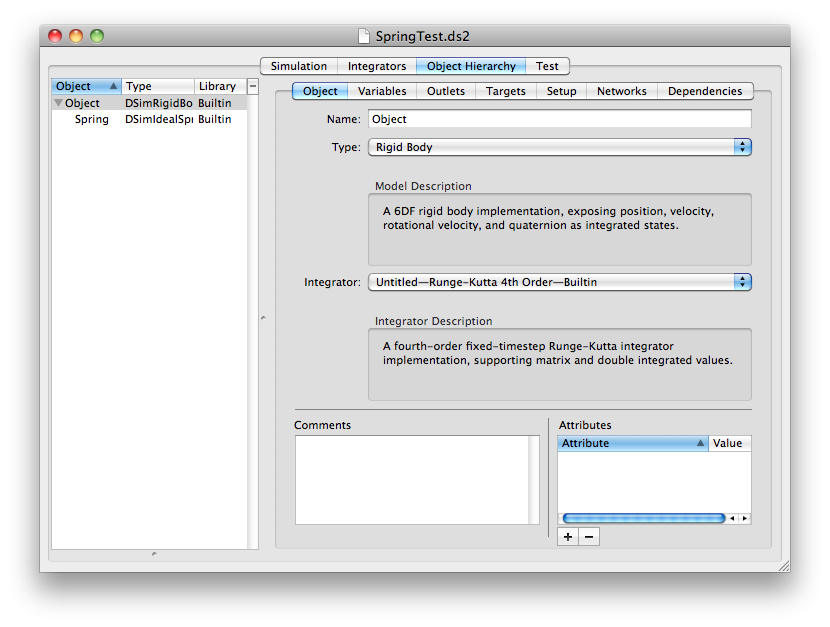 SpringTest.ds2
Simulation Integrators Object Hierarchy Test
Object Type Library
Object DSimRigidBo Builtin
Spring DSimIdealSpr Builtin
Object Variables Outlets Targets Setup Networks Dependencies
Name: Object
Type: Rigid Body
Model Description
A 6DF rigid body implementation, exposing position, velocity,
rotational velocity, and quaternion as integrated states.
Integrator: Untitled—Runge-Kutta 4th Order—Builtin
Integrator Description
A fourth-order fixed-timestep Runge-Kutta integrator
implementation, supporting matrix and double integrated values.
Comments
Attributes
Attribute Value